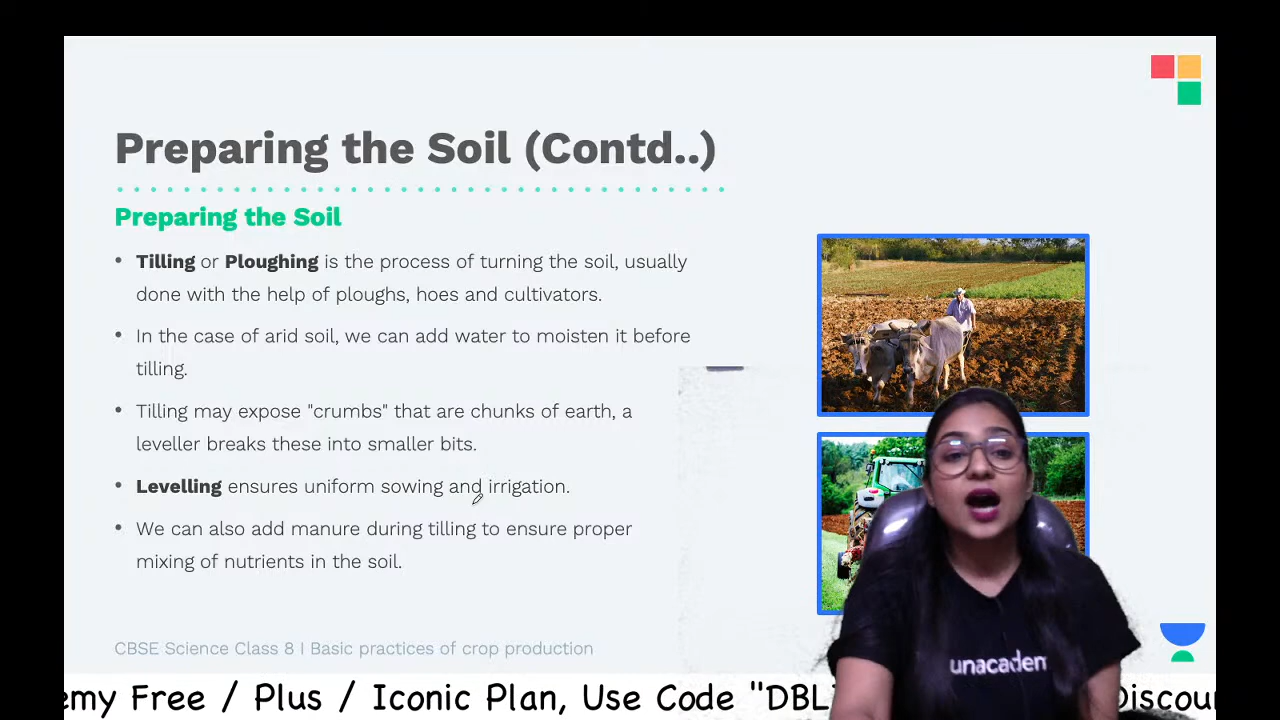 Preparing the Soil (Contd..)
Preparing the Soil
• Tilling or Ploughing is the process of turning the soil, usually
done with the help of ploughs, hoes and cultivators.
• In the case of arid soil, we can add water to moisten it before
tilling.
• Tilling may expose "crumbs" that are chunks of earth, a
leveller breaks these into smaller bits.
• Levelling ensures uniform sowing and irrigation.
• We can also add manure during tilling to ensure proper
mixing of nutrients in the soil.
CBSE Science Class 8 I Basic practices of crop production
unacadem
emy Free / Plus / Iconic Plan, Use Code "DBL Discou